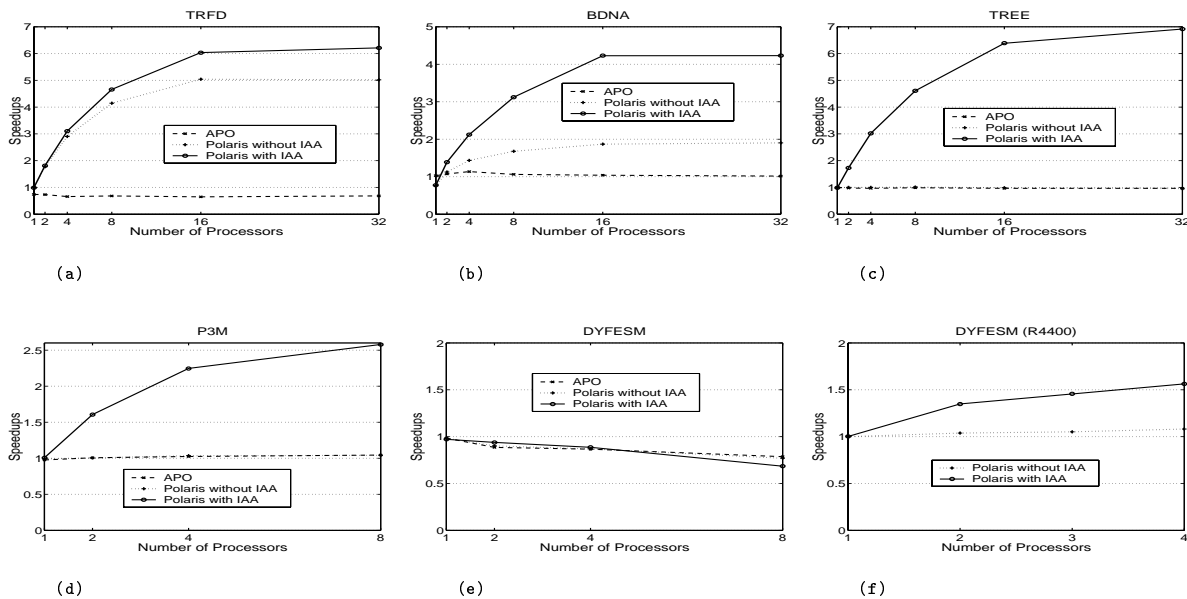 TRFD
7
6
5
4
3
2
1
0
Speedups
APO
Polaris without IAA
Polaris with IAA
1 2 4 8 16 32
Number of Processors
(a)
BDNA
5
4
3
2
1
0
Speedups
APO
Polaris without IAA
Polaris with IAA
1 2 4 8 16 32
Number of Processors
(b)
TREE
7
6
5
4
3
2
1
0
Speedups
APO
Polaris without IAA
Polaris with IAA
1 2 4 8 16 32
Number of Processors
(c)
P3M
2.5
2
1.5
1
0.5
0
Speedups
APO
Polaris without IAA
Polaris with IAA
1 2 4 8
Number of Processors
(d)
DYFESM
2
1.5
1
0.5
0
Speedups
APO
Polaris without IAA
Polaris with IAA
1 2 4 8
Number of Processors
(e)
DYFESM (R4400)
2
1.5
1
0.5
0
Speedups
Polaris without IAA
Polaris with IAA
1 2 3 4
Number of Processors
(f)